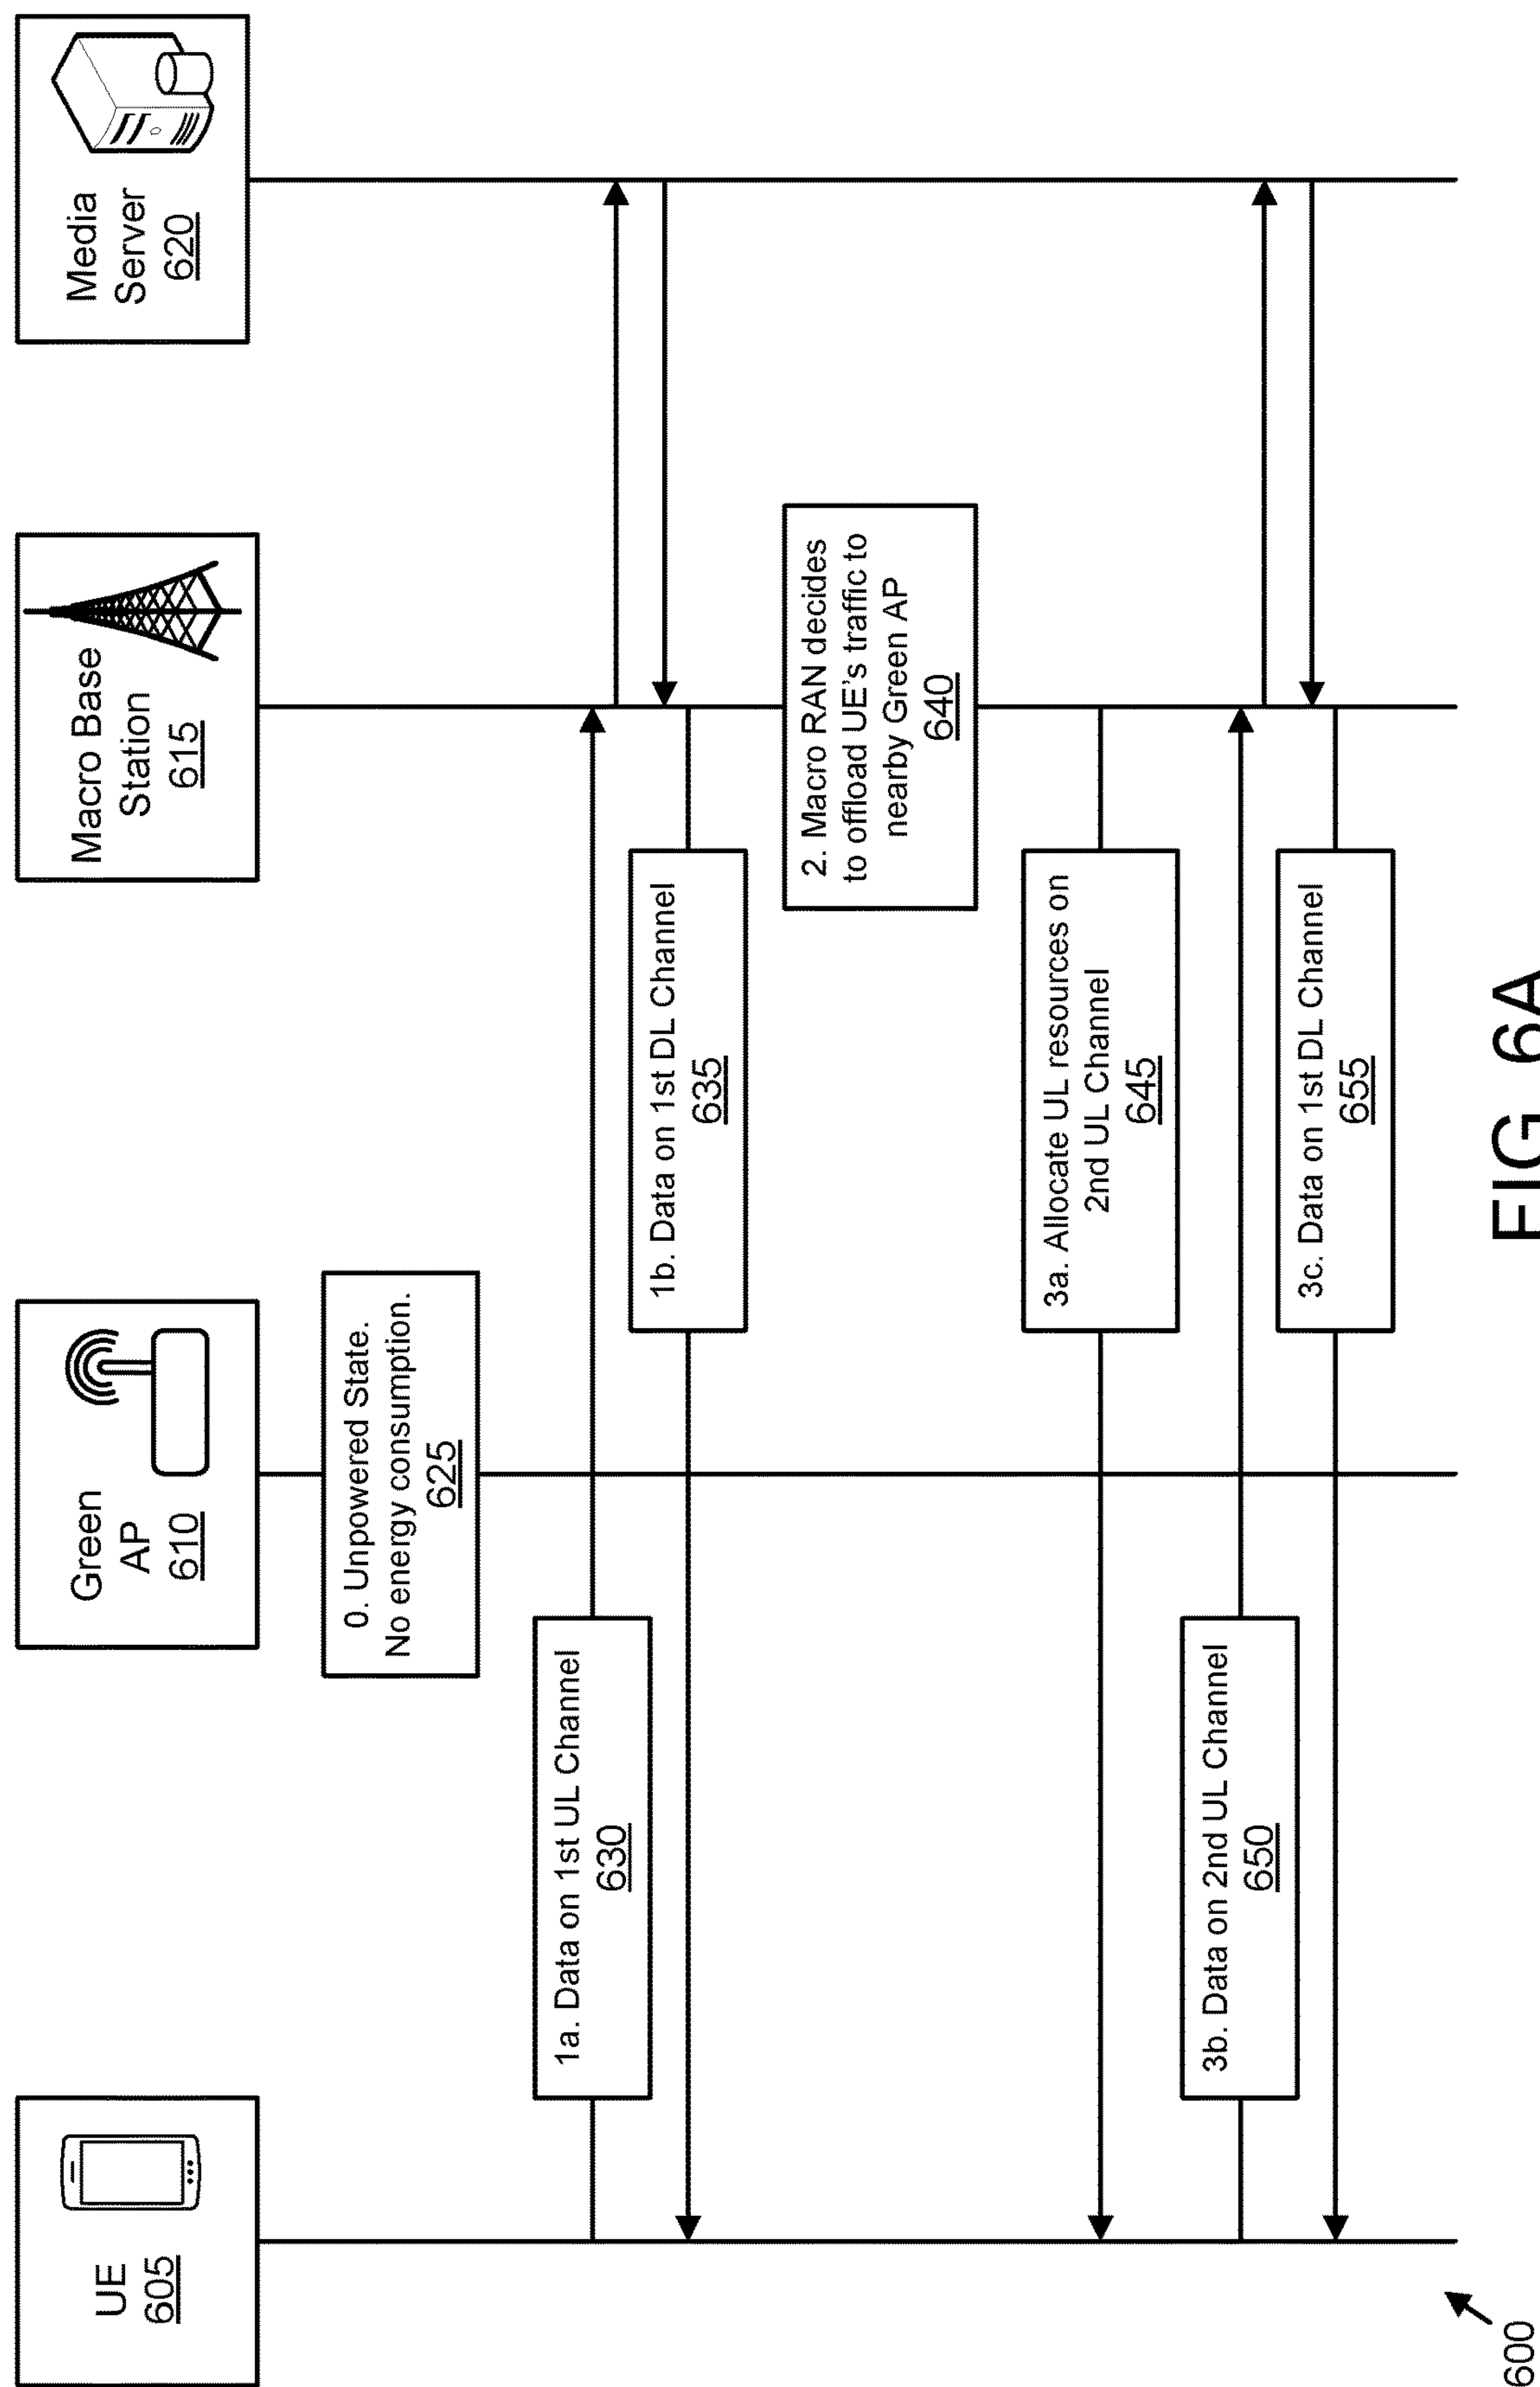 UE
605
Green
AP
610
Macro Base
Station
615
Media
Server
620
0. Unpowered State.
No energy consumption.
625
1a. Data on 1st UL Channel
630
1b. Data on 1st DL Channel
635
2. Macro RAN decides
to offload UE's traffic to
nearby Green AP
640
3a. Allocate UL resources on
2nd UL Channel
645
3b. Data on 2nd UL Channel
650
3c. Data on 1st DL Channel
655
600
FIG. 6A